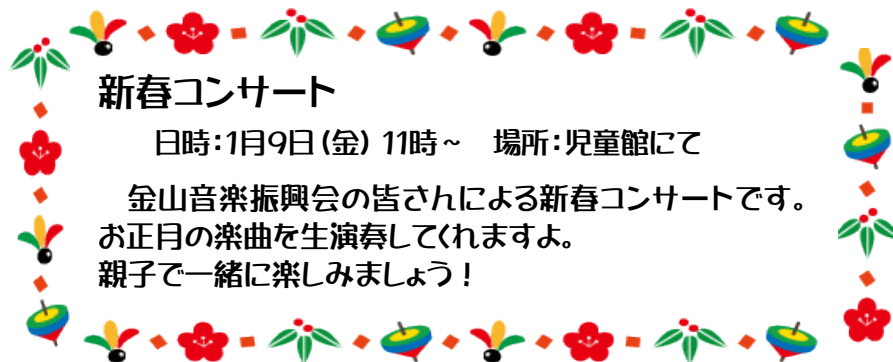 新春コンサート
日時：1月9日（金） 11時～　場所：児童館にて
金山音楽振興会の皆さんによる新春コンサートです。
お正月の楽曲を生演奏してくれますよ。
親子で一緒に楽しみましょう！